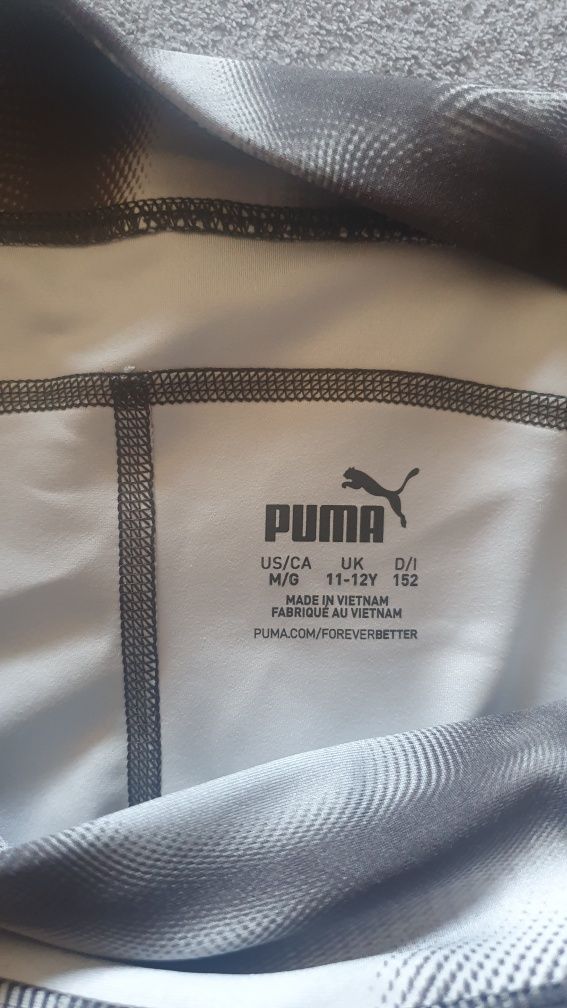 PUMA
US/CA UK D/I
M/G 11-12Y 152
MADE IN VIETNAM
FABRIQUÉ AU VIETNAM
PUMA.COM/FOREVERBETTER